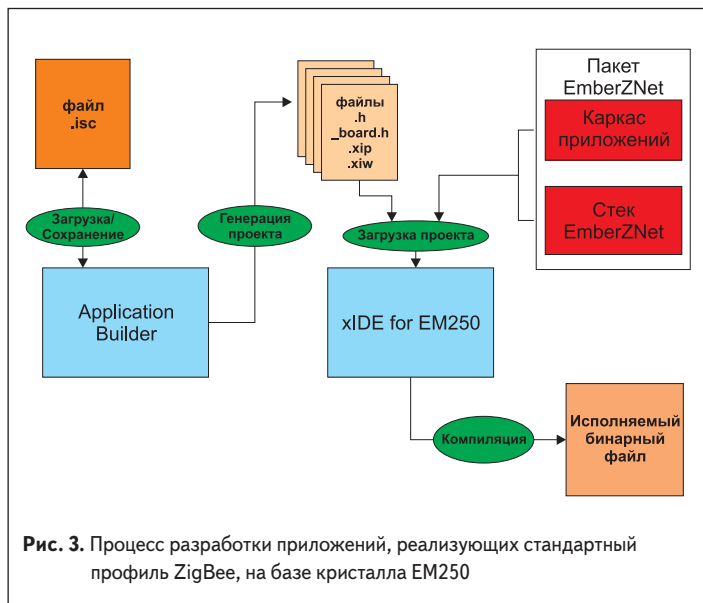 файл
.isc
Загрузка/
Сохранение
Application
Builder
Генерация
проекта
файлы
.h
_board.h
.xip
.xiw
Загрузка проекта
xIDE for EM250
Пакет
EmberZNet
Каркас
приложений
Стек
EmberZNet
Компиляция
Исполняемый
бинарный
файл
Рис. 3. Процесс разработки приложений, реализующих стандартный
профиль ZigBee, на базе кристалла EM250